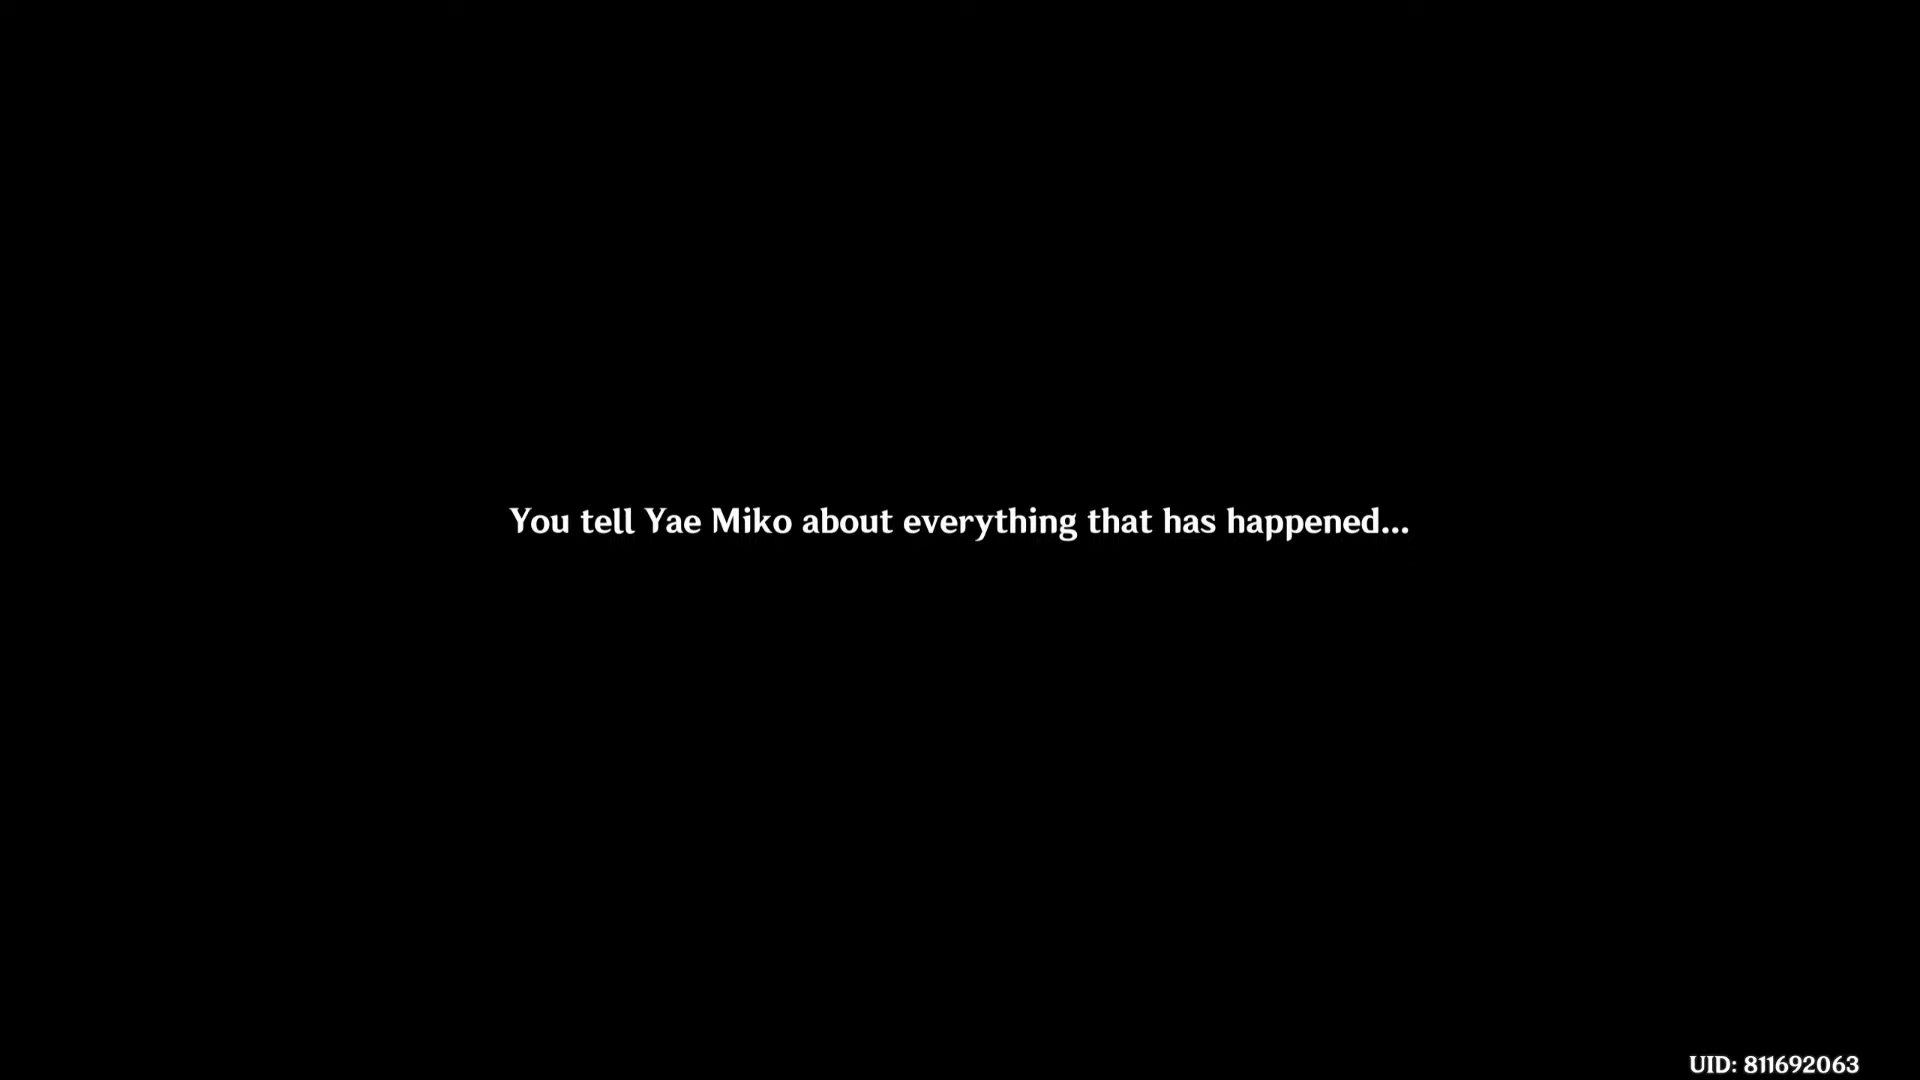 You tell Yae Miko about everything that has happened...
UID: 811692063